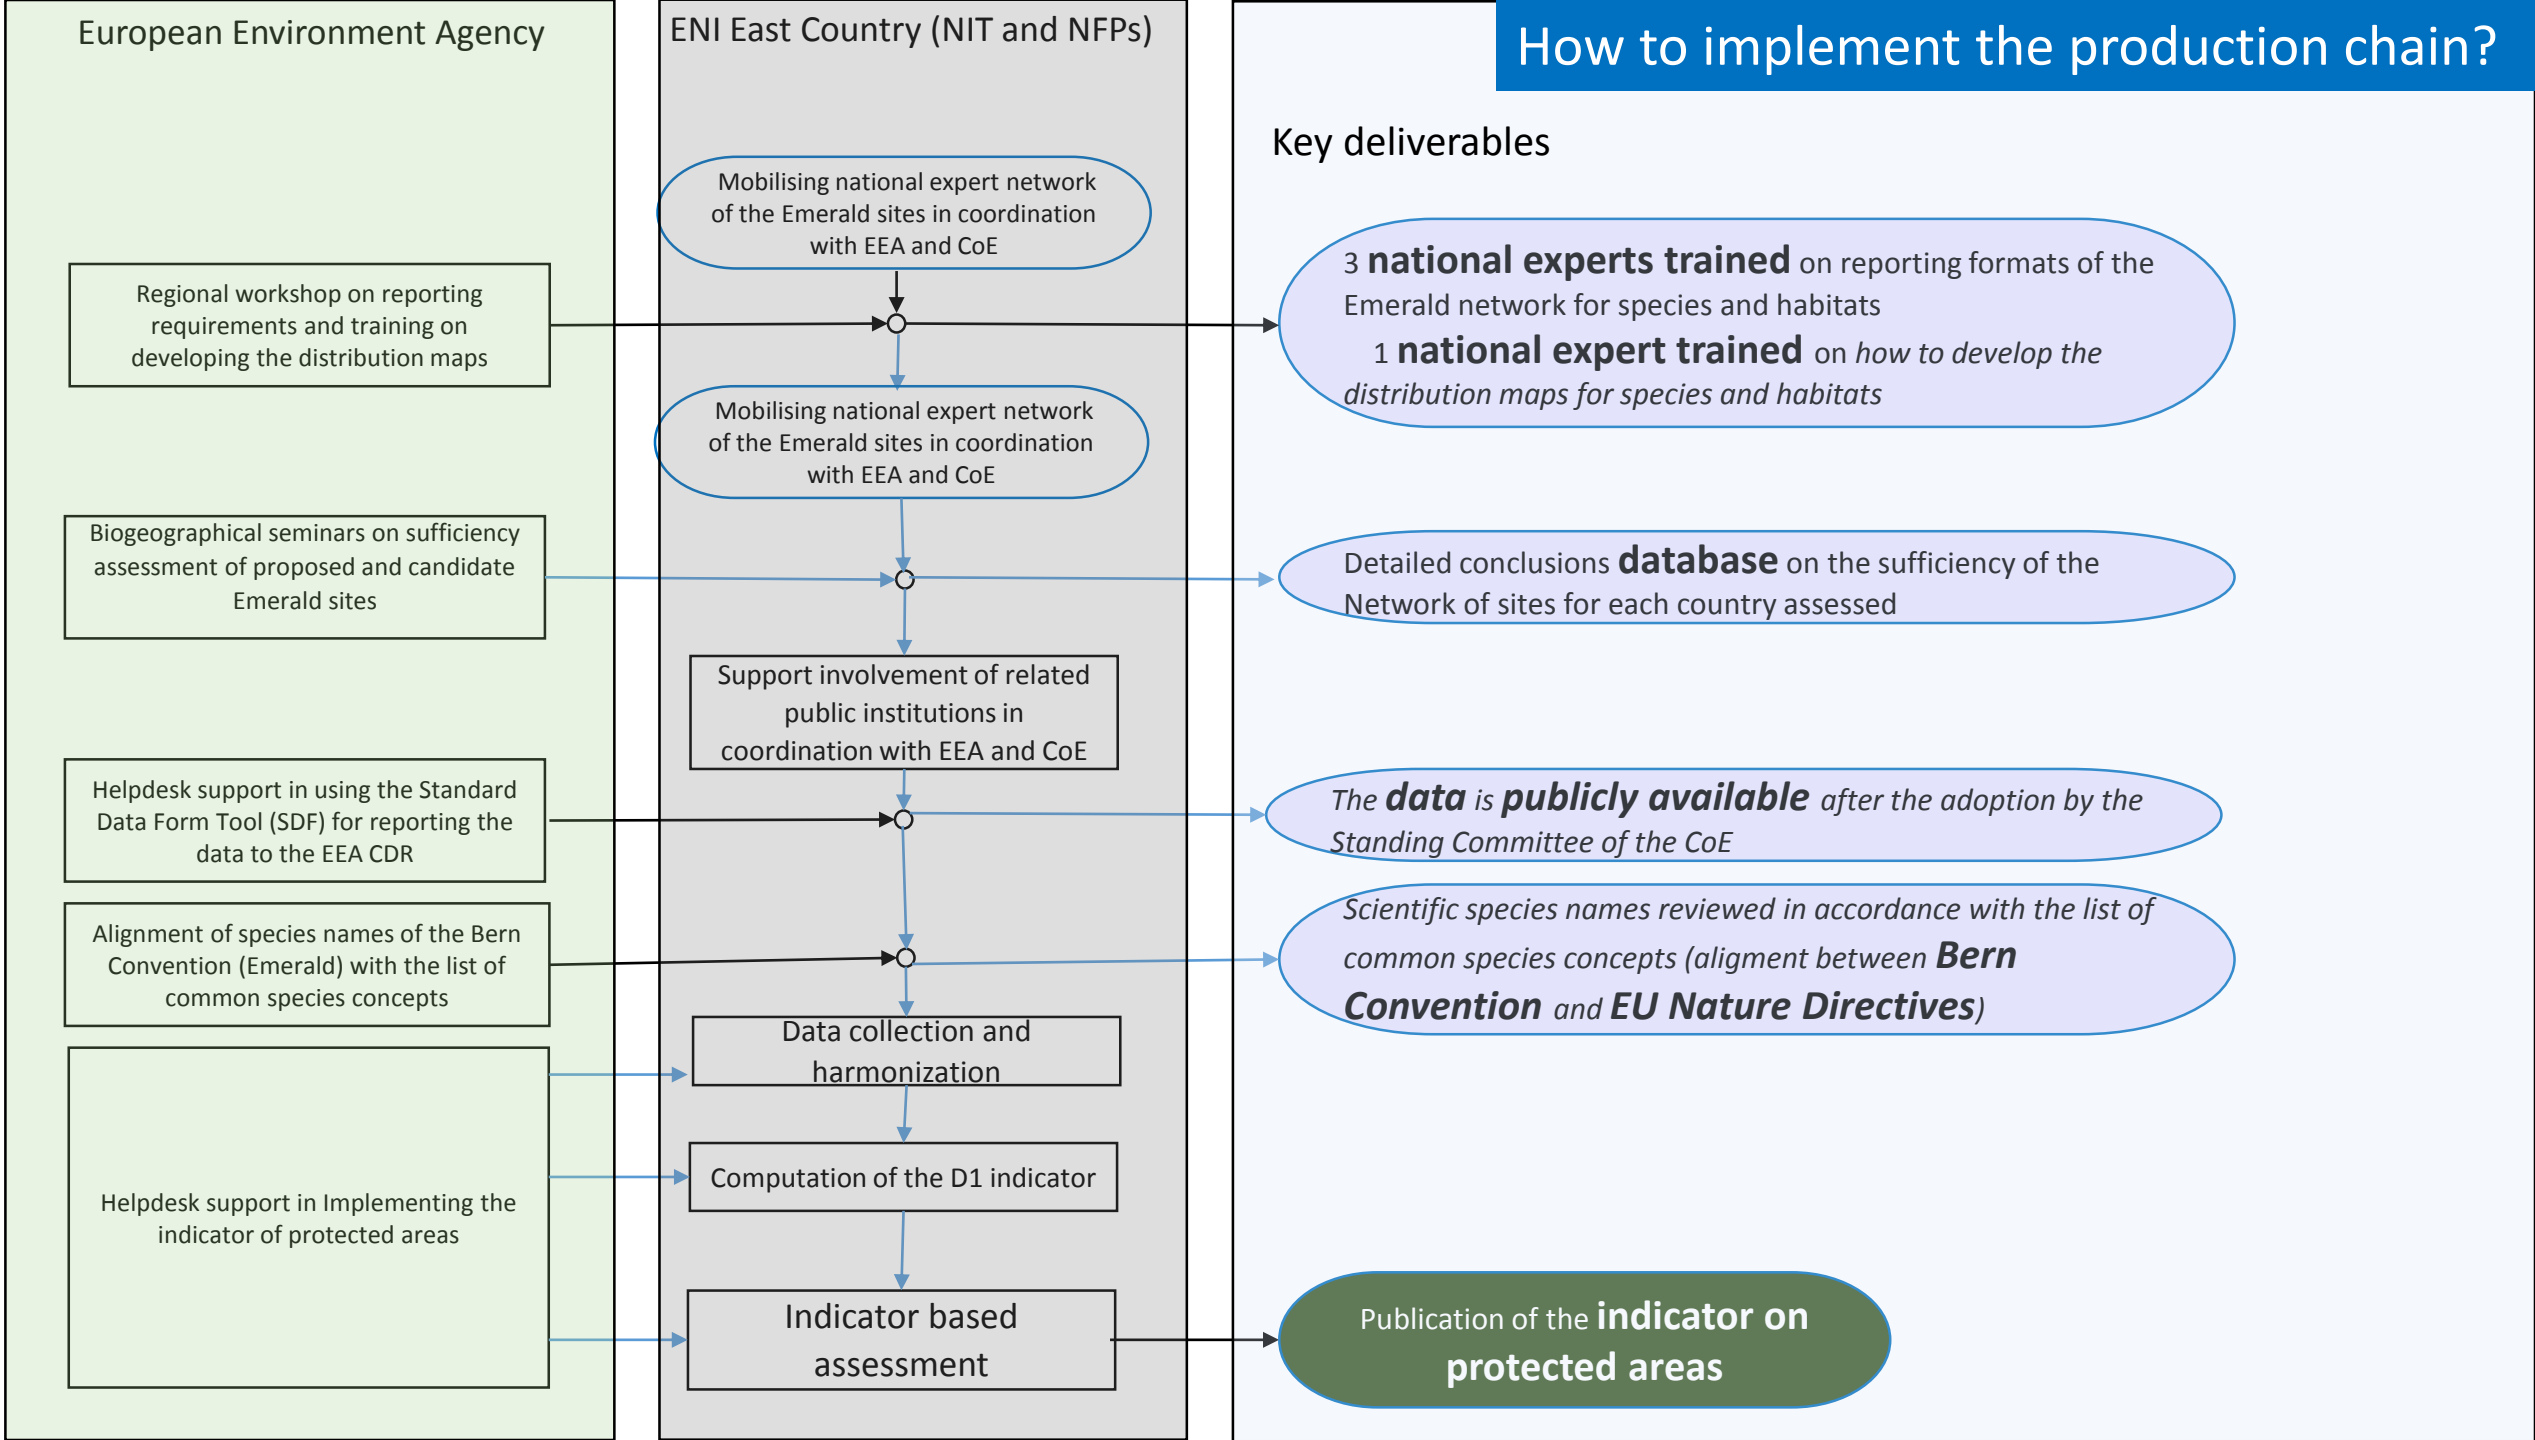 How to implement the production chain?
European Environment Agency
Regional workshop on reporting
requirements and training on
developing the distribution maps
Biogeographical seminars on sufficiency
assessment of proposed and candidate
Emerald sites
Helpdesk support in using the Standard
Data Form Tool (SDF) for reporting the
data to the EEA CDR
Alignment of species names of the Bern
Convention (Emerald) with the list of
common species concepts
Helpdesk support in Implementing the
indicator of protected areas
ENI East Country (NIT and NFPs)
Mobilising national expert network
of the Emerald sites in coordination
with EEA and CoE
Mobilising national expert network
of the Emerald sites in coordination
with EEA and CoE
Support involvement of related
public institutions in
coordination with EEA and CoE
Data collection and
harmonization
Computation of the D1 indicator
Indicator based
assessment
Key deliverables
3 national experts trained on reporting formats of the
Emerald network for species and habitats
1 national expert trained on how to develop the
distribution maps for species and habitats
Detailed conclusions database on the sufficiency of the
Network of sites for each country assessed
The data is publicly available after the adoption by the
Standing Committee of the CoE
Scientific species names reviewed in accordance with the list of
common species concepts (aligment between Bern
Convention and EU Nature Directives)
Publication of the indicator on
protected areas